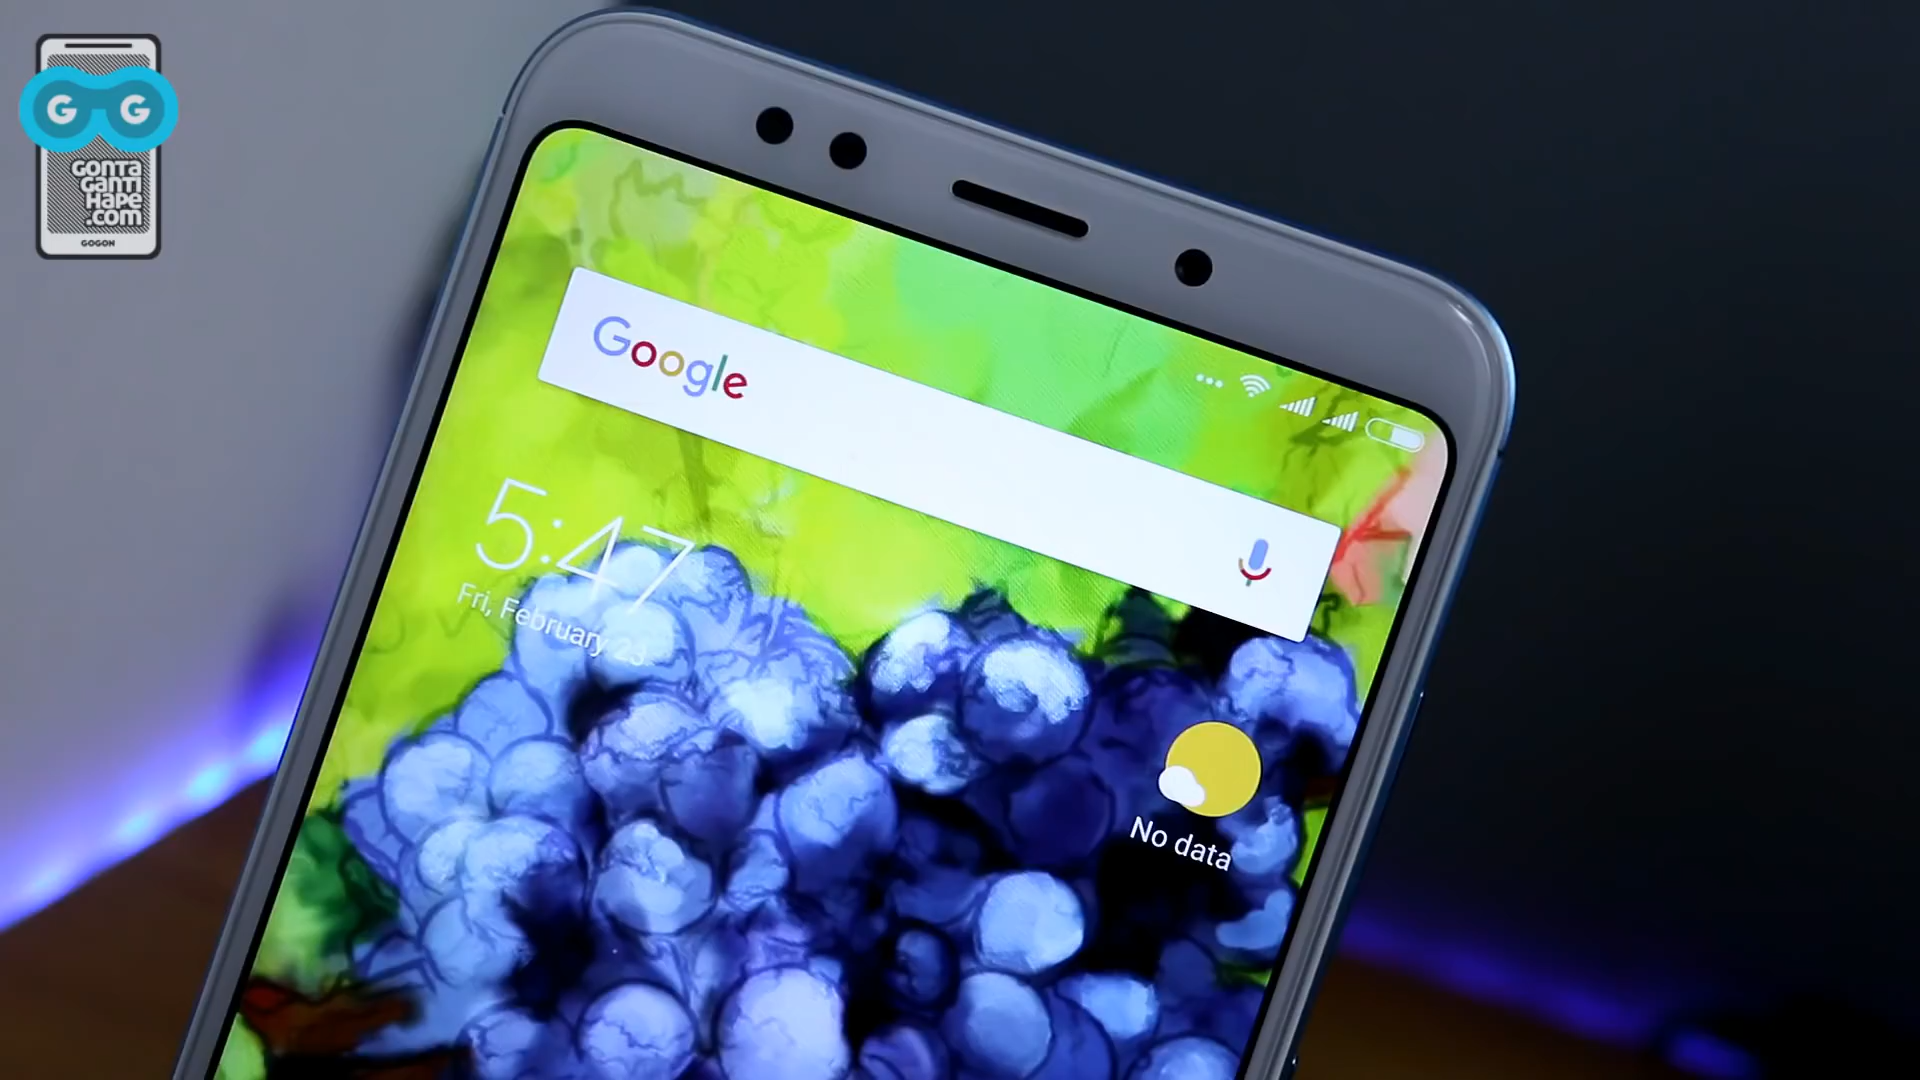 G G
GONTA
GANTI
HAPE
.COM
GOGON
Google
5:47
Fri, February 23
No data